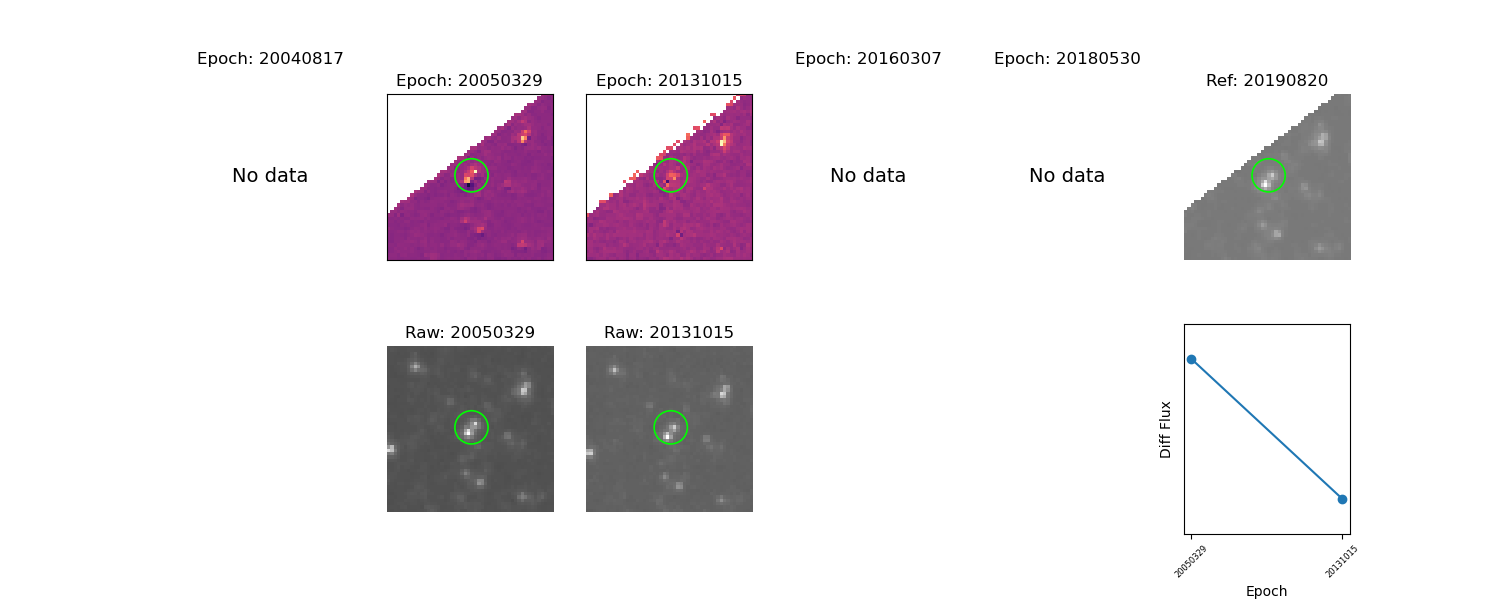 Epoch: 20040817
Epoch: 20050329
Epoch: 20131015
Epoch: 20160307
Epoch: 20180530
Ref: 20190820
No data
No data
No data
Raw: 20050329
Raw: 20131015
Diff Flux
20050329
20131015
Epoch